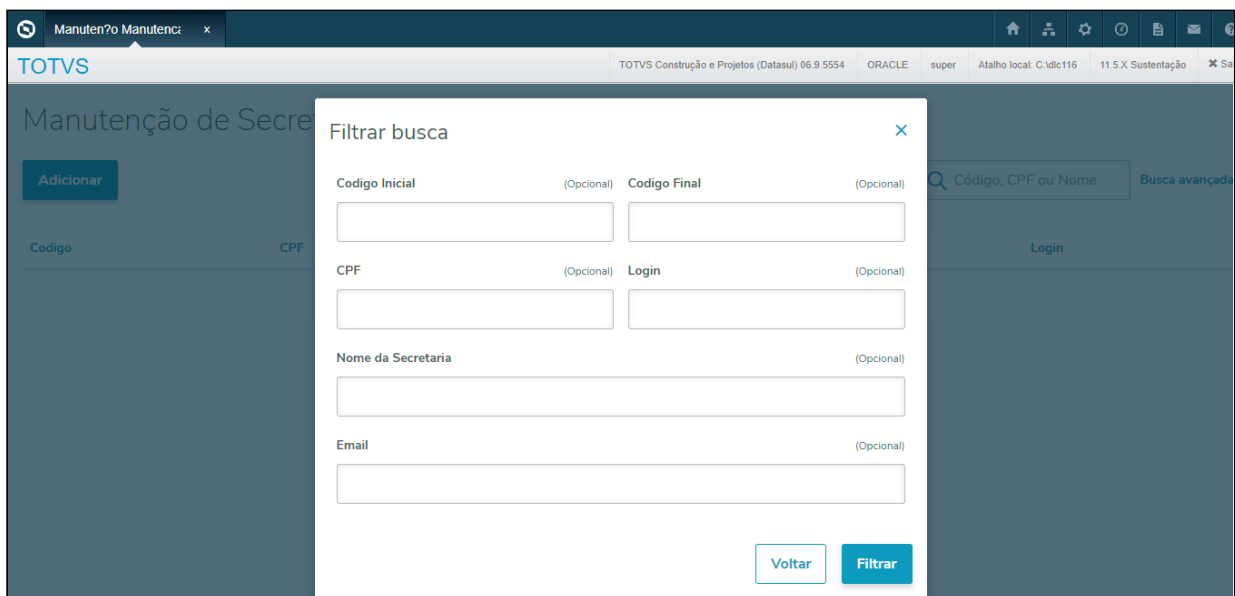 Manuten?o Manutenca x
TOTVS TOTVS Construção e Projetos (Datasul) 06.9.5554 ORACLE super Atalho local: C:\dlc116 11.5.X Sustentação
Manutenção de Secre
Filtrar busca
Adicionar
Código, CPF ou Nome Busca avançada
Codigo Inicial (Opcional) Codigo Final (Opcional)
Codigo CPF Login
CPF (Opcional) Login (Opcional)
Nome da Secretaria (Opcional)
Email (Opcional)
Voltar Filtrar